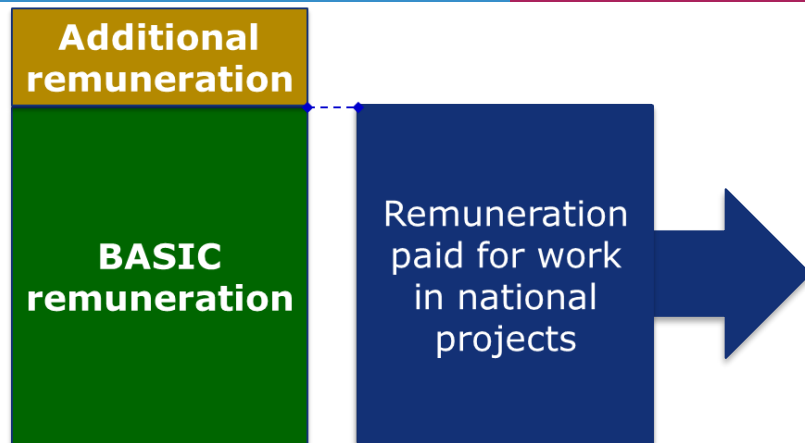 Additional
remuneration
BASIC
remuneration
Remuneration
paid for work
in national
projects